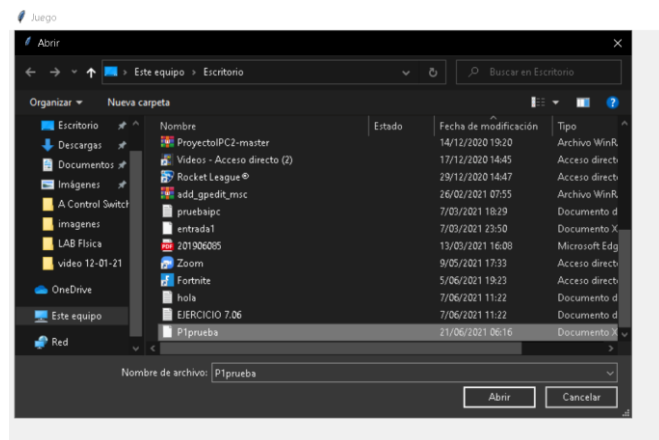 Juego
Abrir
Este equipo › Escritorio
Buscar en Escritorio
Organizar Nueva carpeta
Nombre Estado Fecha de modificación Tipo
Escritorio
Descargas
Documentos
Imágenes
A Control Switch
imagenes
LAB FIsica
video 12-01-21
OneDrive
Este equipo
Red
ProyectoIPC2-master 14/12/2020 19:20 Archivo WinR
Videos - Acceso directo (2) 17/12/2020 14:45 Acceso direct
Rocket League® 29/12/2020 14:47 Acceso direct
add_gpedit_msc 26/02/2021 07:55 Archivo WinR
pruebaipc 7/03/2021 18:29 Documento d
entrada1 7/03/2021 23:50 Documento X
201906085 13/03/2021 16:08 Microsoft Edg
Zoom 9/05/2021 17:33 Acceso direct
Fortnite 5/06/2021 19:23 Acceso direct
hola 7/06/2021 11:22 Documento d
EJERCICIO 7.06 7/06/2021 11:22 Documento d
P1prueba 21/06/2021 06:16 Documento X
Nombre de archivo: P1prueba
Abrir Cancelar